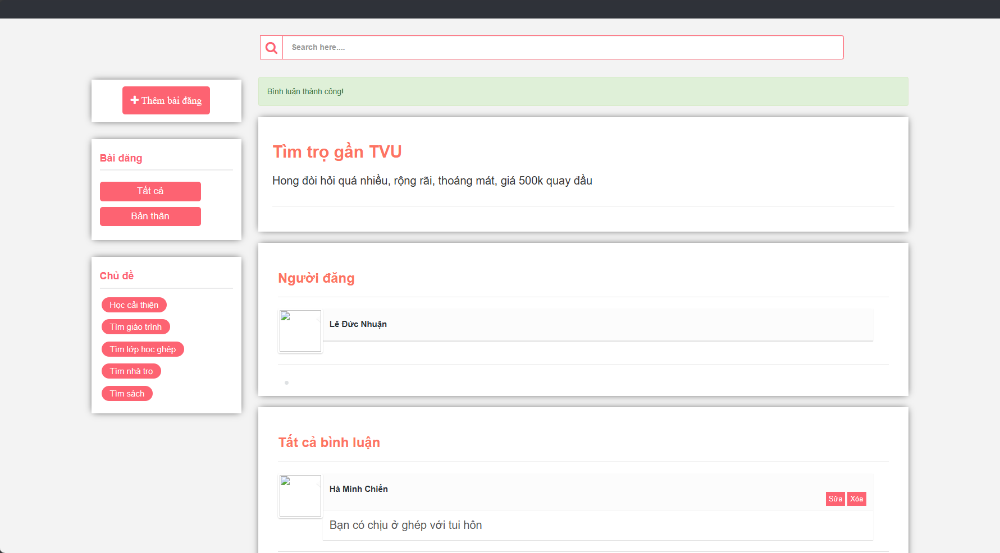 Search here....
Thêm bài đăng
Bài đăng
Tất cả
Bản thân
Chủ đề
Học cải thiện
Tìm giáo trình
Tìm lớp học ghép
Tìm nhà trọ
Tìm sách
Bình luận thành công!
Tìm trọ gần TVU
Hong đòi hỏi quá nhiều, rộng rãi, thoáng mát, giá 500k quay đầu
Người đăng
Lê Đức Nhuận
Tất cả bình luận
Hà Minh Chiến
Sửa Xóa
Bạn có chịu ở ghép với tui hôn